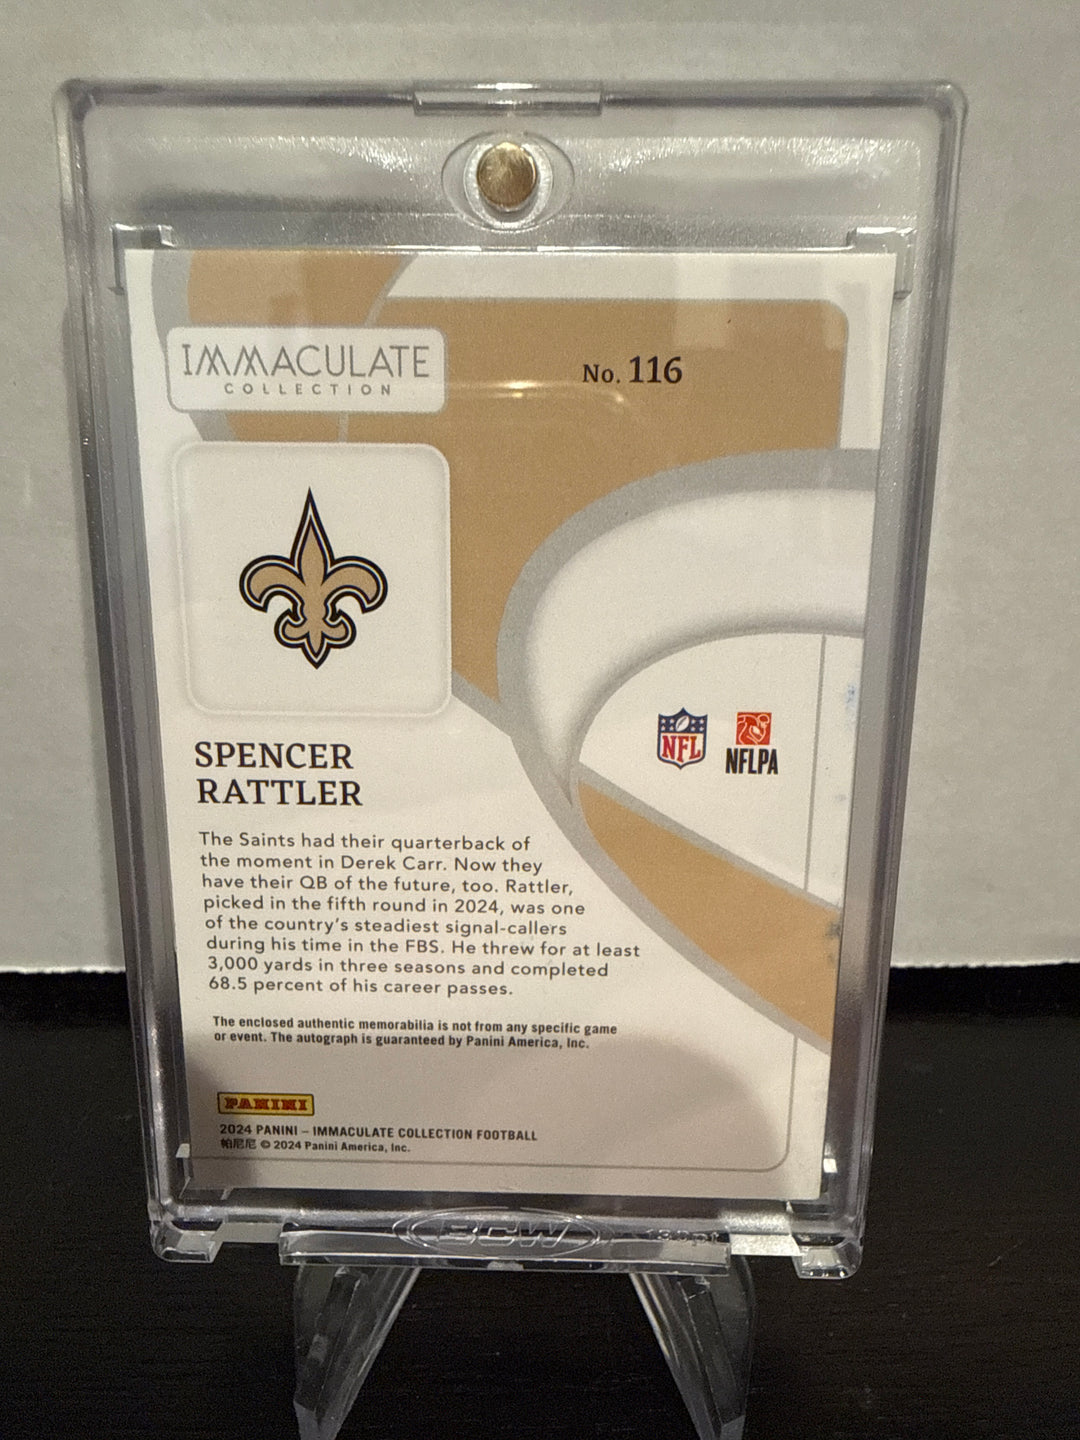 IMMACULATE
COLLECTION
No. 116
NFL
NFLPA
SPENCER
RATTLER
The Saints had their quarterback of
the moment in Derek Carr. Now they
have their QB of the future, too. Rattler,
picked in the fifth round in 2024, was one
of the country's steadiest signal-callers
during his time in the FBS. He threw for at least
3,000 yards in three seasons and completed
68.5 percent of his career passes.
The enclosed authentic memorabilia is not from any specific game
or event. The autograph is guaranteed by Panini America, Inc.
PANINI
2024 PANINI – IMMACULATE COLLECTION FOOTBALL
帕尼尼 © 2024 Panini America, Inc.
BCW